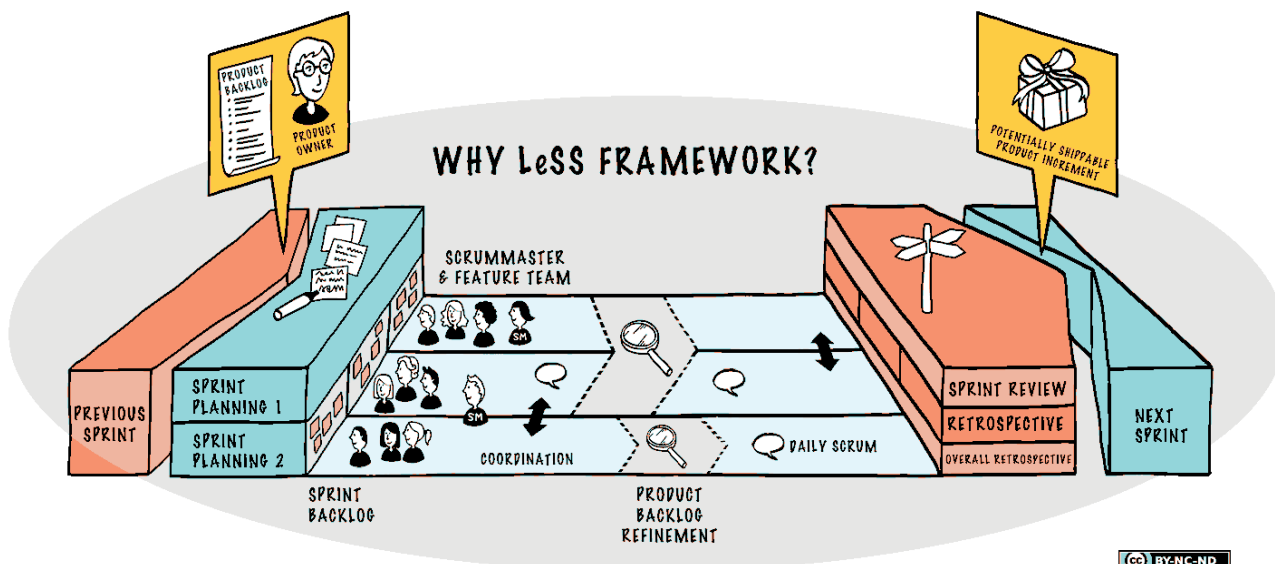 PRODUCT
BACKLOG
PRODUCT
OWNER
POTENTIALLY SHIPPABLE
PRODUCT INCREMENT
WHY LeSS FRAMEWORK?
SCRUMMASTER
& FEATURE TEAM
SM
SM
PREVIOUS
SPRINT
SPRINT
PLANNING 1
SPRINT
PLANNING 2
COORDINATION
DAILY SCRUM
SPRINT REVIEW
RETROSPECTIVE
OVERALL RETROSPECTIVE
NEXT
SPRINT
SPRINT
BACKLOG
PRODUCT
BACKLOG
REFINEMENT
cc BY-NC-ND